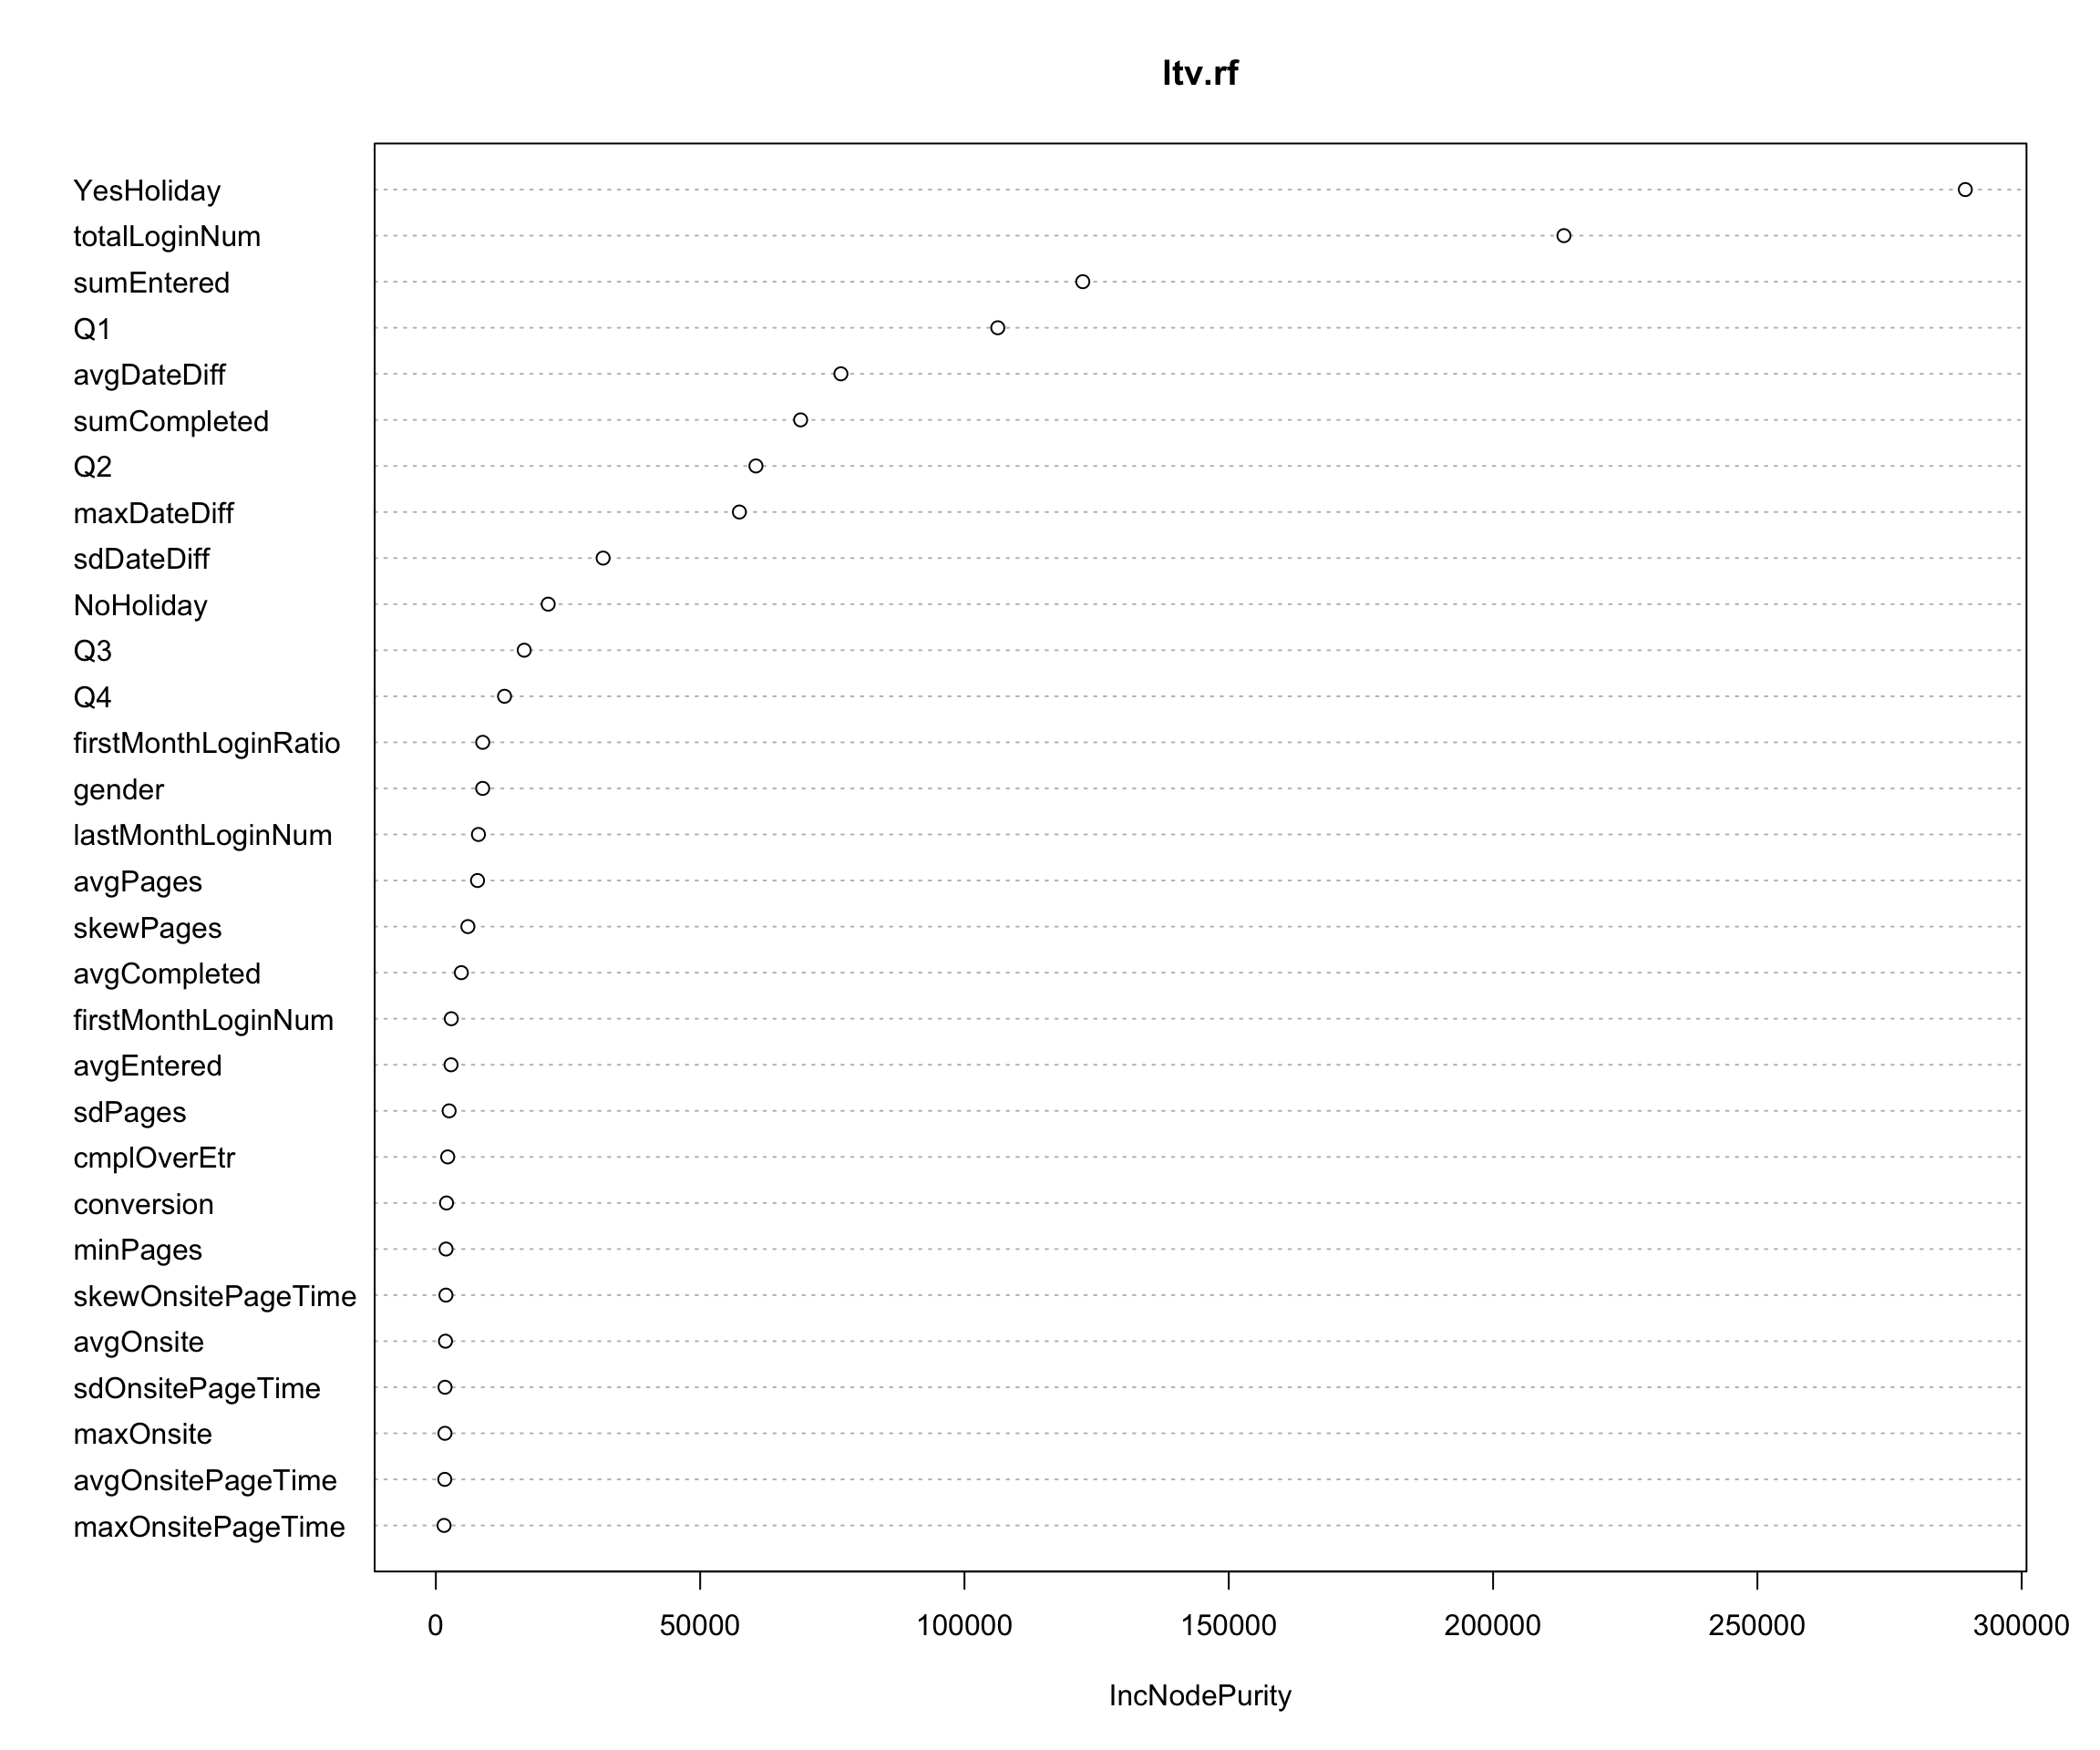 ltv.rf
YesHoliday
totalLoginNum
sumEntered
Q1
avgDateDiff
sumCompleted
Q2
maxDateDiff
sdDateDiff
NoHoliday
Q3
Q4
firstMonthLoginRatio
gender
lastMonthLoginNum
avgPages
skewPages
avgCompleted
firstMonthLoginNum
avgEntered
sdPages
cmplOverEtr
conversion
minPages
skewOnsitePageTime
avgOnsite
sdOnsitePageTime
maxOnsite
avgOnsitePageTime
maxOnsitePageTime
0 50000 100000 150000 200000 250000 300000
IncNodePurity